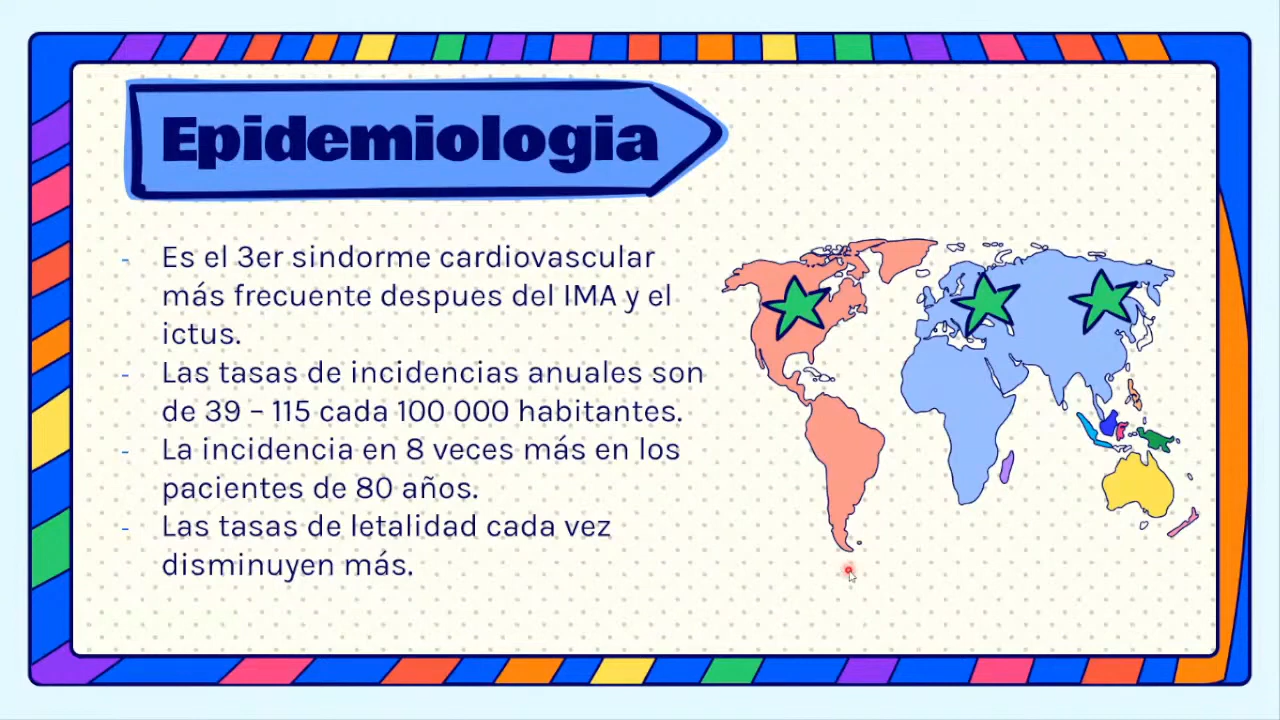 Epidemiologia
- Es el 3er sindorme cardiovascular
más frecuente despues del IMA y el
ictus.
- Las tasas de incidencias anuales son
de 39 – 115 cada 100 000 habitantes.
- La incidencia en 8 veces más en los
pacientes de 80 años.
- Las tasas de letalidad cada vez
disminuyen más.